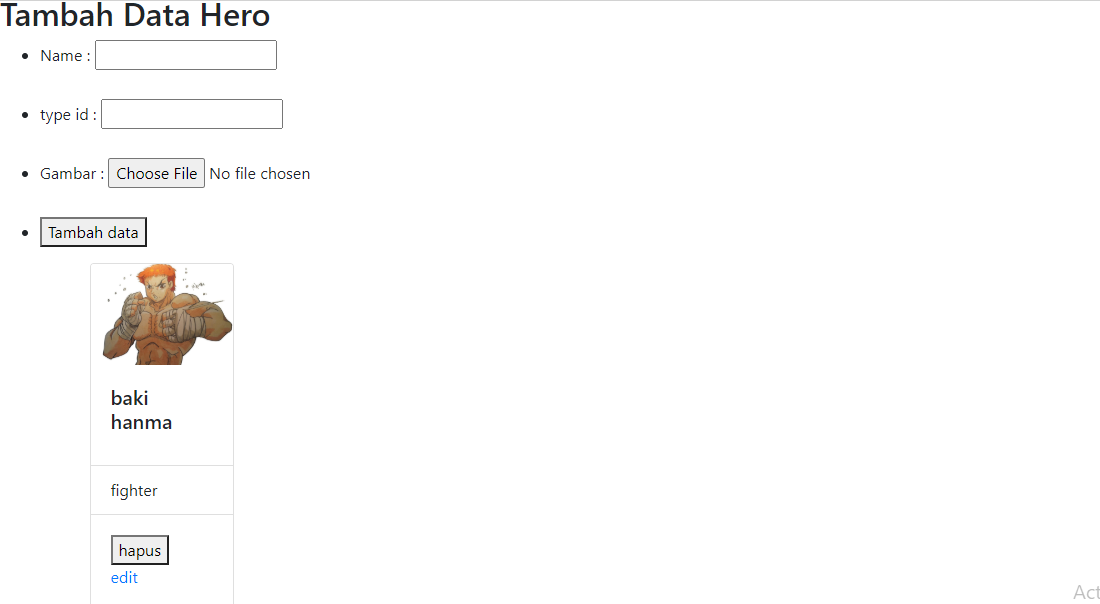 Tambah Data Hero
Name :
type id :
Gambar : Choose File No file chosen
Tambah data
baki
hanma
fighter
hapus
edit
Act